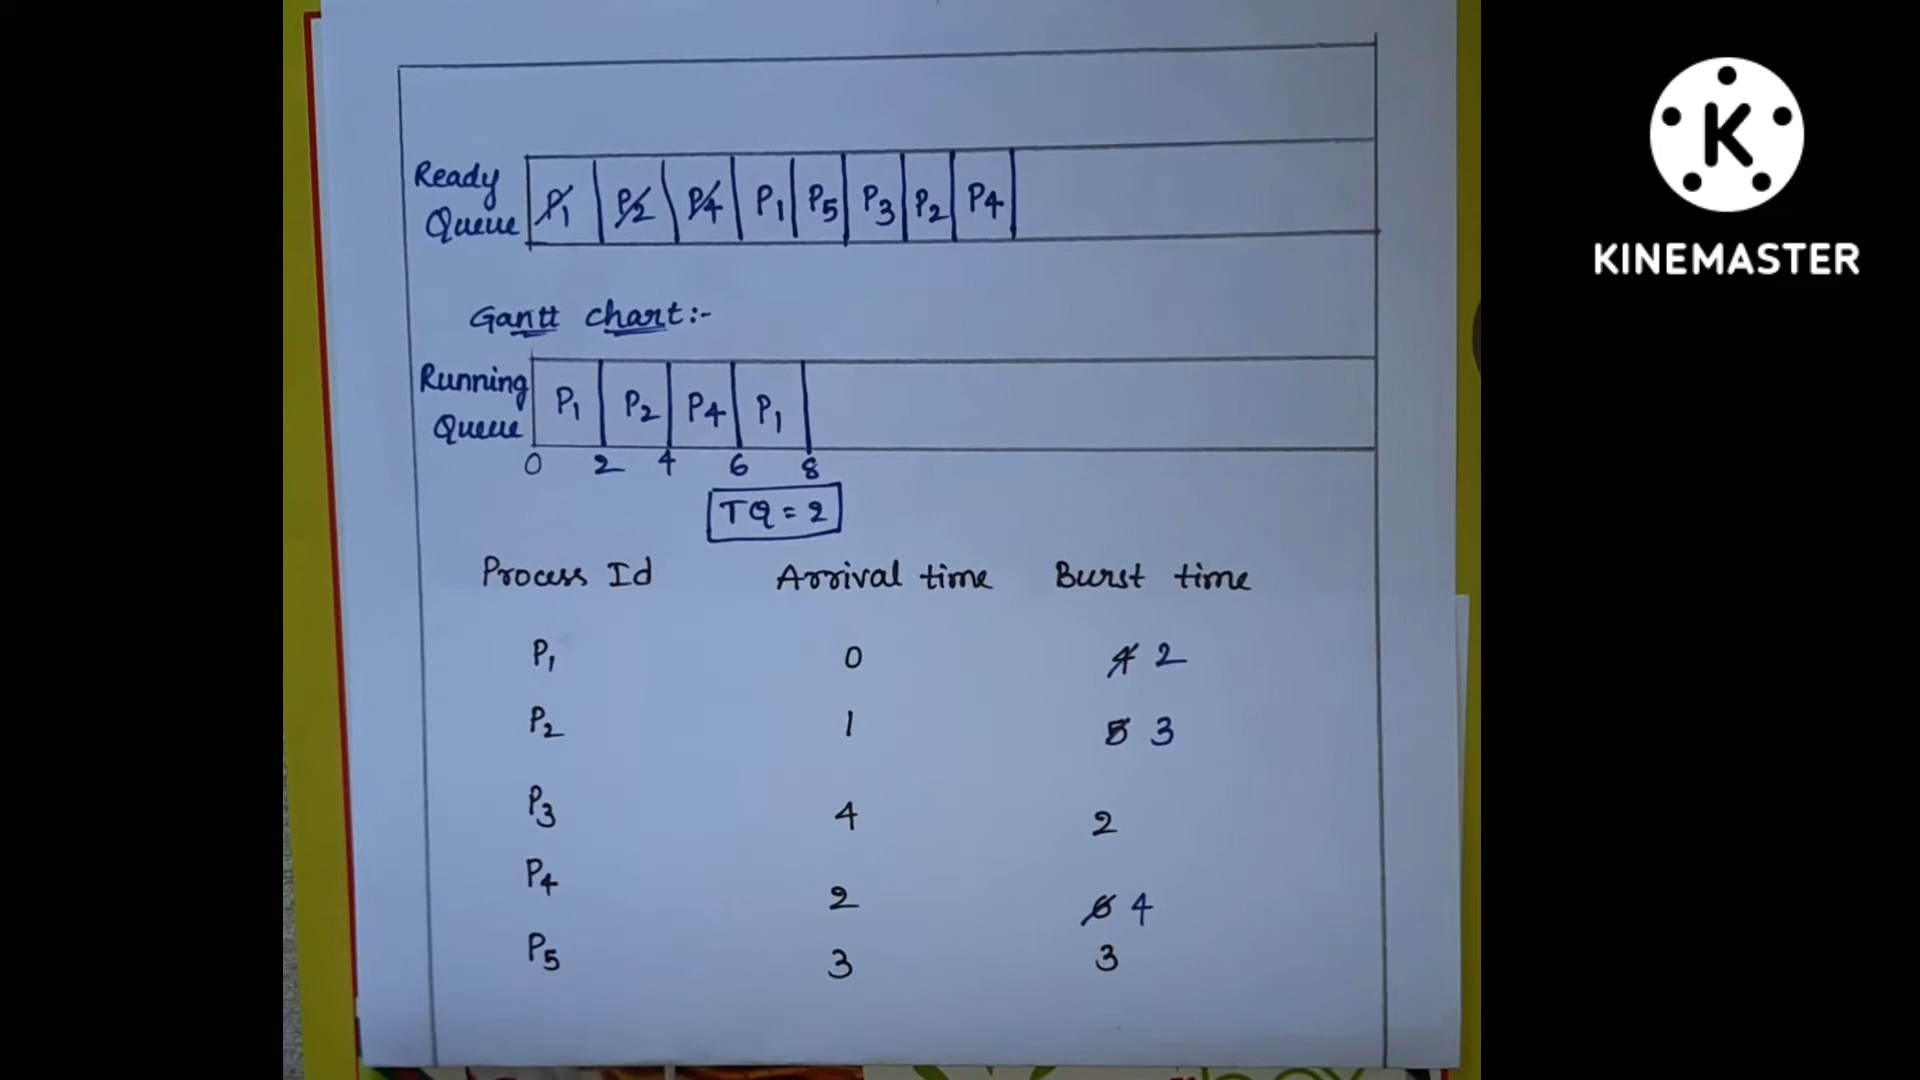 Ready Queue P1 P2 P4 P1 P5 P3 P2 P4
Gantt chart:-
Running Queue P1 P2 P4 P1
0 2 4 6 8
TQ = 2
Process Id Arrival time Burst time
P1 0 4 2
P2 1 5 3
P3 4 2
P4 2 6 4
P5 3 3
K
KINEMASTER